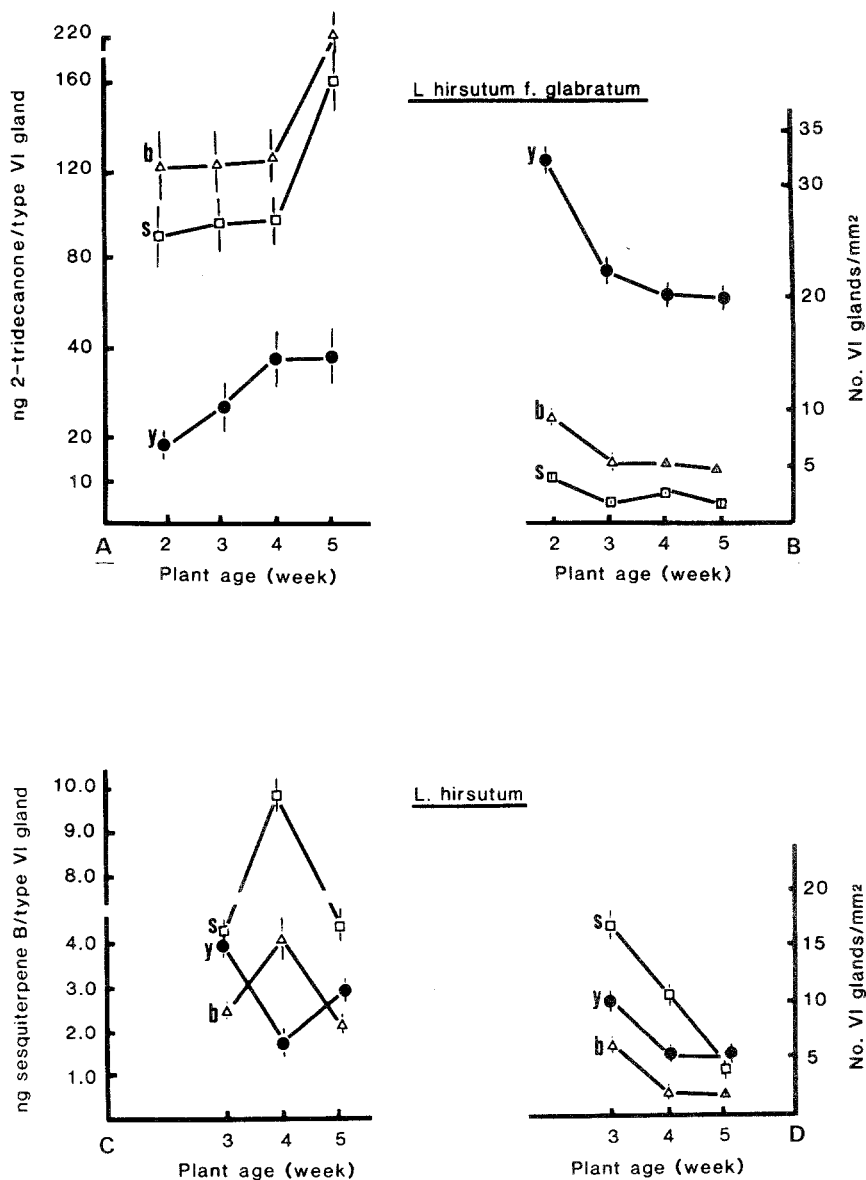 ng 2-tridecanone/type VI gland
220
160
120
80
40
20
10
b
s
y
2 3 4 5
A
Plant age (week)
L hirsutum f. glabratum
y
b
s
35
30
20
10
5
No. VI glands/mm2
2 3 4 5
B
Plant age (week)
ng sesquiterpene B/type VI gland
10.0
9.0
8.0
4.0
3.0
2.0
1.0
s
y
b
3 4 5
C
Plant age (week)
L. hirsutum
s
y
b
20
15
10
5
No. VI glands/mm2
3 4 5
D
Plant age (week)